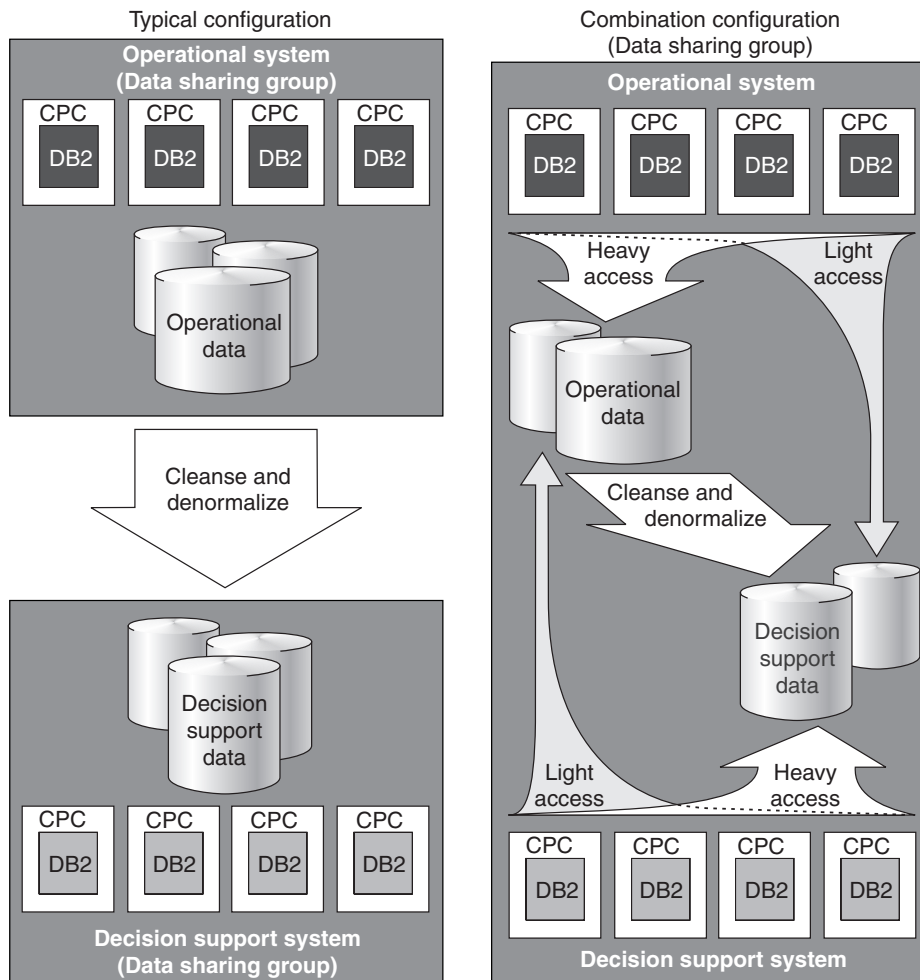 Typical configuration
Operational system
(Data sharing group)
CPC
CPC
CPC
CPC
DB2
DB2
DB2
DB2
Operational
data
Cleanse and
denormalize
Decision
support
data
CPC
CPC
CPC
CPC
DB2
DB2
DB2
DB2
Decision support system
(Data sharing group)
Combination configuration
(Data sharing group)
Operational system
CPC
CPC
CPC
CPC
DB2
DB2
DB2
DB2
Heavy
access
Light
access
Operational
data
Cleanse and
denormalize
Decision
support
data
Light
access
Heavy
access
CPC
CPC
CPC
CPC
DB2
DB2
DB2
DB2
Decision support system